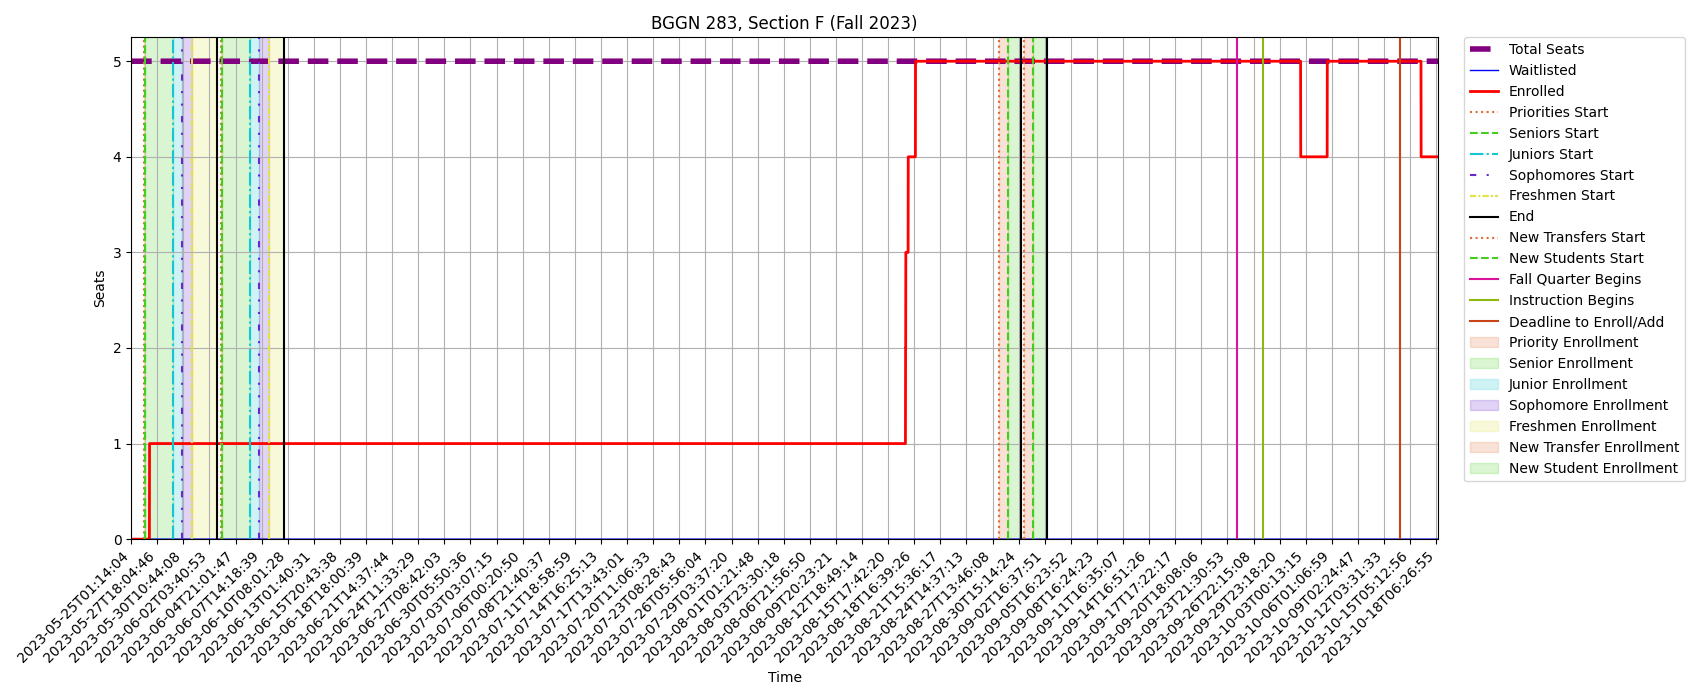 BGGN 283, Section F (Fall 2023)
Seats
5
4
3
2
1
0
2023-05-25T01:14:04
2023-05-27T18:04:46
2023-05-30T10:44:08
2023-06-02T03:40:53
2023-06-04T21:01:47
2023-06-07T14:18:39
2023-06-10T08:01:28
2023-06-13T01:40:31
2023-06-15T20:43:38
2023-06-18T18:00:39
2023-06-21T14:37:44
2023-06-24T11:33:29
2023-06-27T08:42:03
2023-06-30T05:50:36
2023-07-03T03:07:15
2023-07-06T00:20:50
2023-07-08T21:40:37
2023-07-11T18:58:59
2023-07-14T16:25:13
2023-07-17T13:43:01
2023-07-20T11:06:33
2023-07-23T08:28:43
2023-07-26T05:56:04
2023-07-29T03:37:20
2023-08-01T01:21:48
2023-08-03T23:30:18
2023-08-06T21:56:50
2023-08-09T20:23:21
2023-08-12T18:49:14
2023-08-15T17:42:20
2023-08-18T16:39:26
2023-08-21T15:36:17
2023-08-24T14:37:13
2023-08-27T13:46:08
2023-08-30T15:14:24
2023-09-02T16:37:51
2023-09-05T16:23:52
2023-09-08T16:24:23
2023-09-11T16:35:07
2023-09-14T16:51:26
2023-09-17T17:22:17
2023-09-20T18:08:06
2023-09-23T21:30:53
2023-09-26T22:15:08
2023-09-29T23:18:20
2023-10-03T00:13:15
2023-10-06T01:06:59
2023-10-09T02:24:47
2023-10-12T03:31:33
2023-10-15T05:12:56
2023-10-18T06:26:55
Time
Total Seats
Waitlisted
Enrolled
Priorities Start
Seniors Start
Juniors Start
Sophomores Start
Freshmen Start
End
New Transfers Start
New Students Start
Fall Quarter Begins
Instruction Begins
Deadline to Enroll/Add
Priority Enrollment
Senior Enrollment
Junior Enrollment
Sophomore Enrollment
Freshmen Enrollment
New Transfer Enrollment
New Student Enrollment